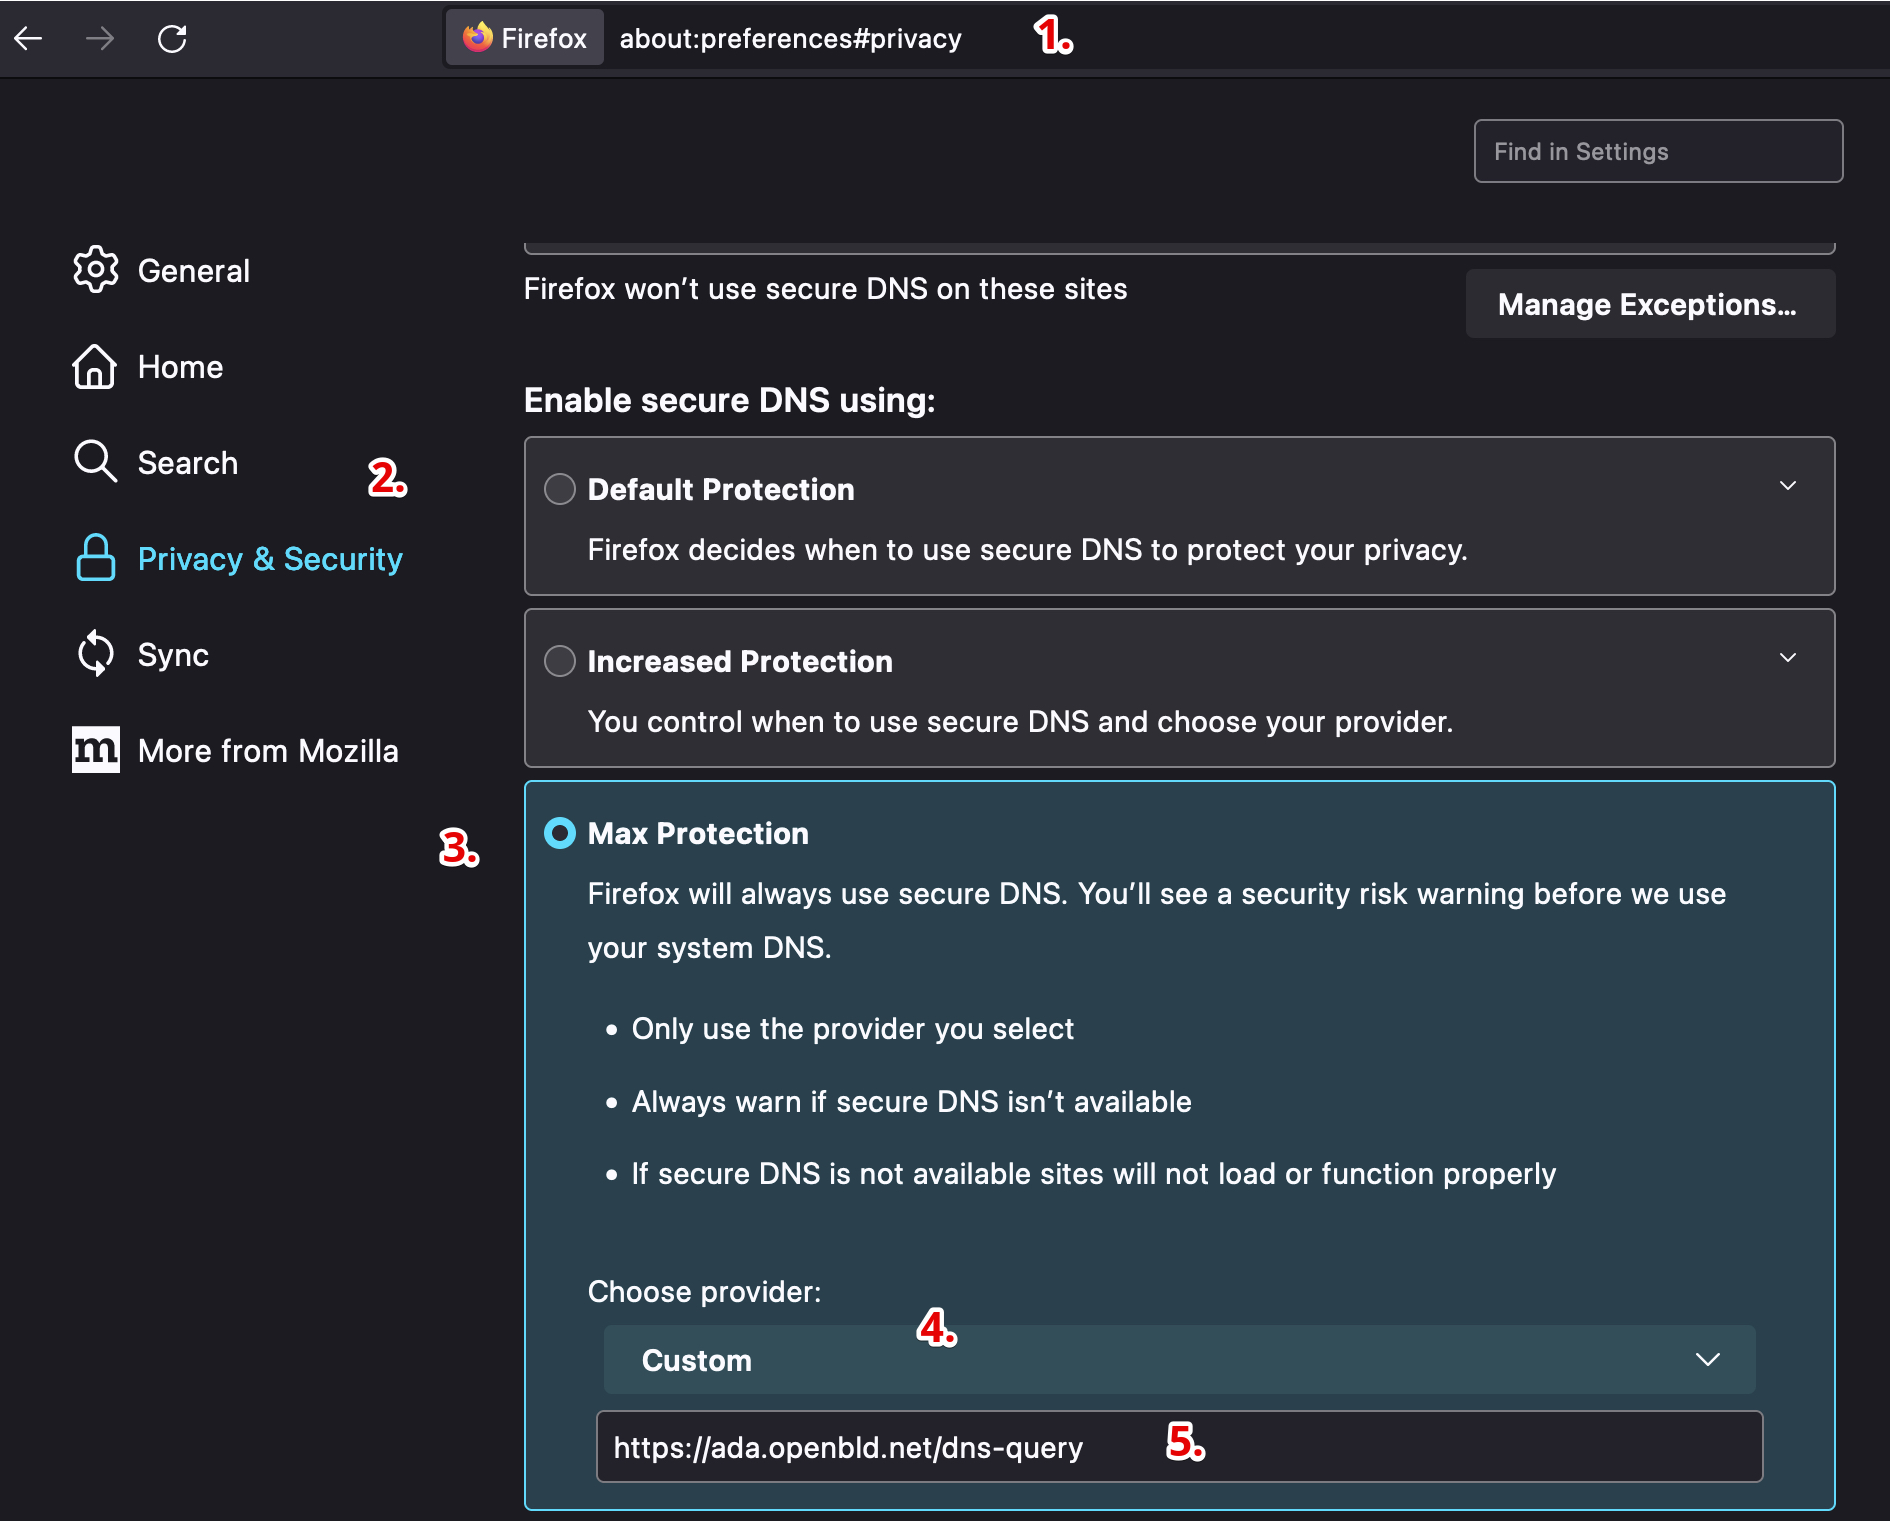 Firefox about:preferences#privacy 1.
Find in Settings
General
Home
Search
2.
Privacy & Security
Sync
m More from Mozilla
Firefox won’t use secure DNS on these sites
Manage Exceptions...
Enable secure DNS using:
Default Protection
Firefox decides when to use secure DNS to protect your privacy.
Increased Protection
You control when to use secure DNS and choose your provider.
3.
Max Protection
Firefox will always use secure DNS. You’ll see a security risk warning before we use
your system DNS.
• Only use the provider you select
• Always warn if secure DNS isn’t available
• If secure DNS is not available sites will not load or function properly
Choose provider:
4.
Custom
https://ada.openbld.net/dns-query 5.